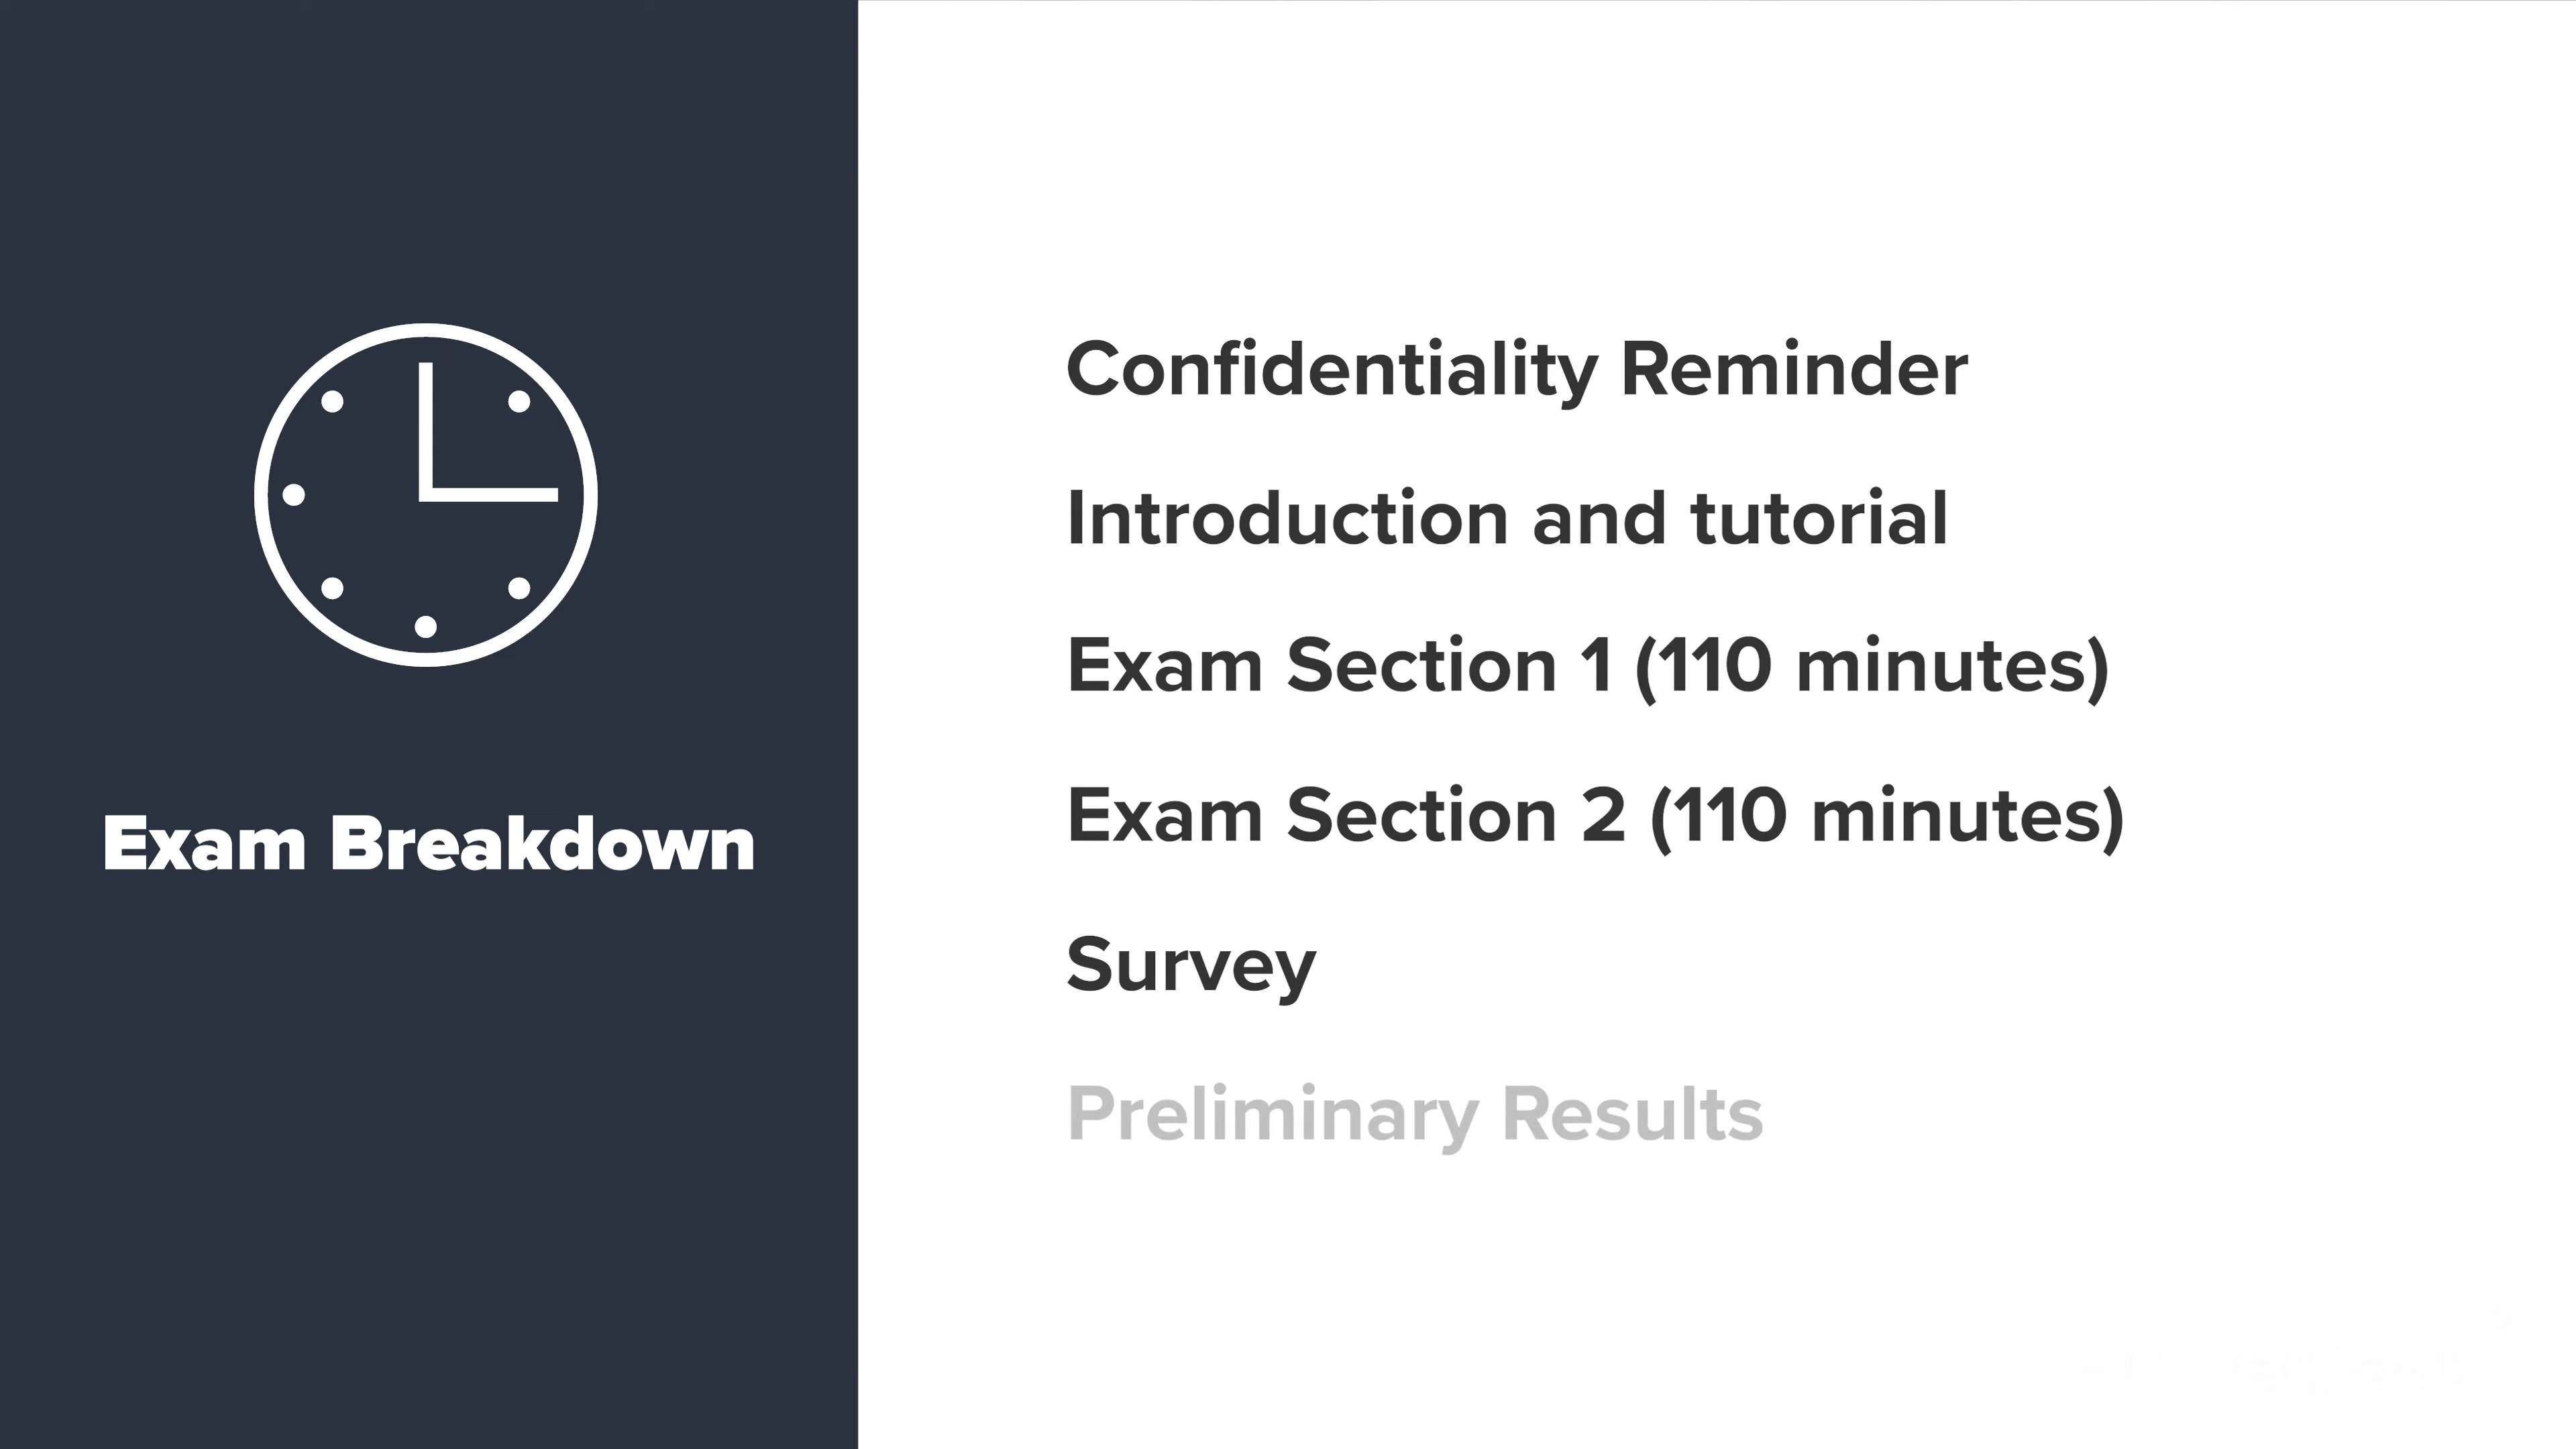 Exam Breakdown
Confidentiality Reminder
Introduction and tutorial
Exam Section 1 (110 minutes)
Exam Section 2 (110 minutes)
Survey
Preliminary Results